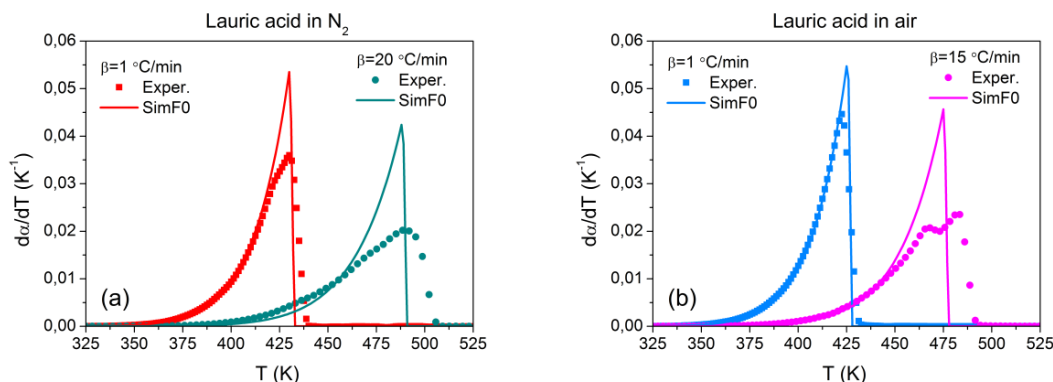 Lauric acid in N₂
0,06
0,05
0,04
0,03
0,02
0,01
0,00
dα/dT (K⁻¹)
β=1 °C/min
Exper.
SimF0
β=20 °C/min
Exper.
SimF0
(a)
325 350 375 400 425 450 475 500 525
T (K)
Lauric acid in air
0,06
0,05
0,04
0,03
0,02
0,01
0,00
dα/dT (K⁻¹)
β=1 °C/min
Exper.
SimF0
β=15 °C/min
Exper.
SimF0
(b)
325 350 375 400 425 450 475 500 525
T (K)